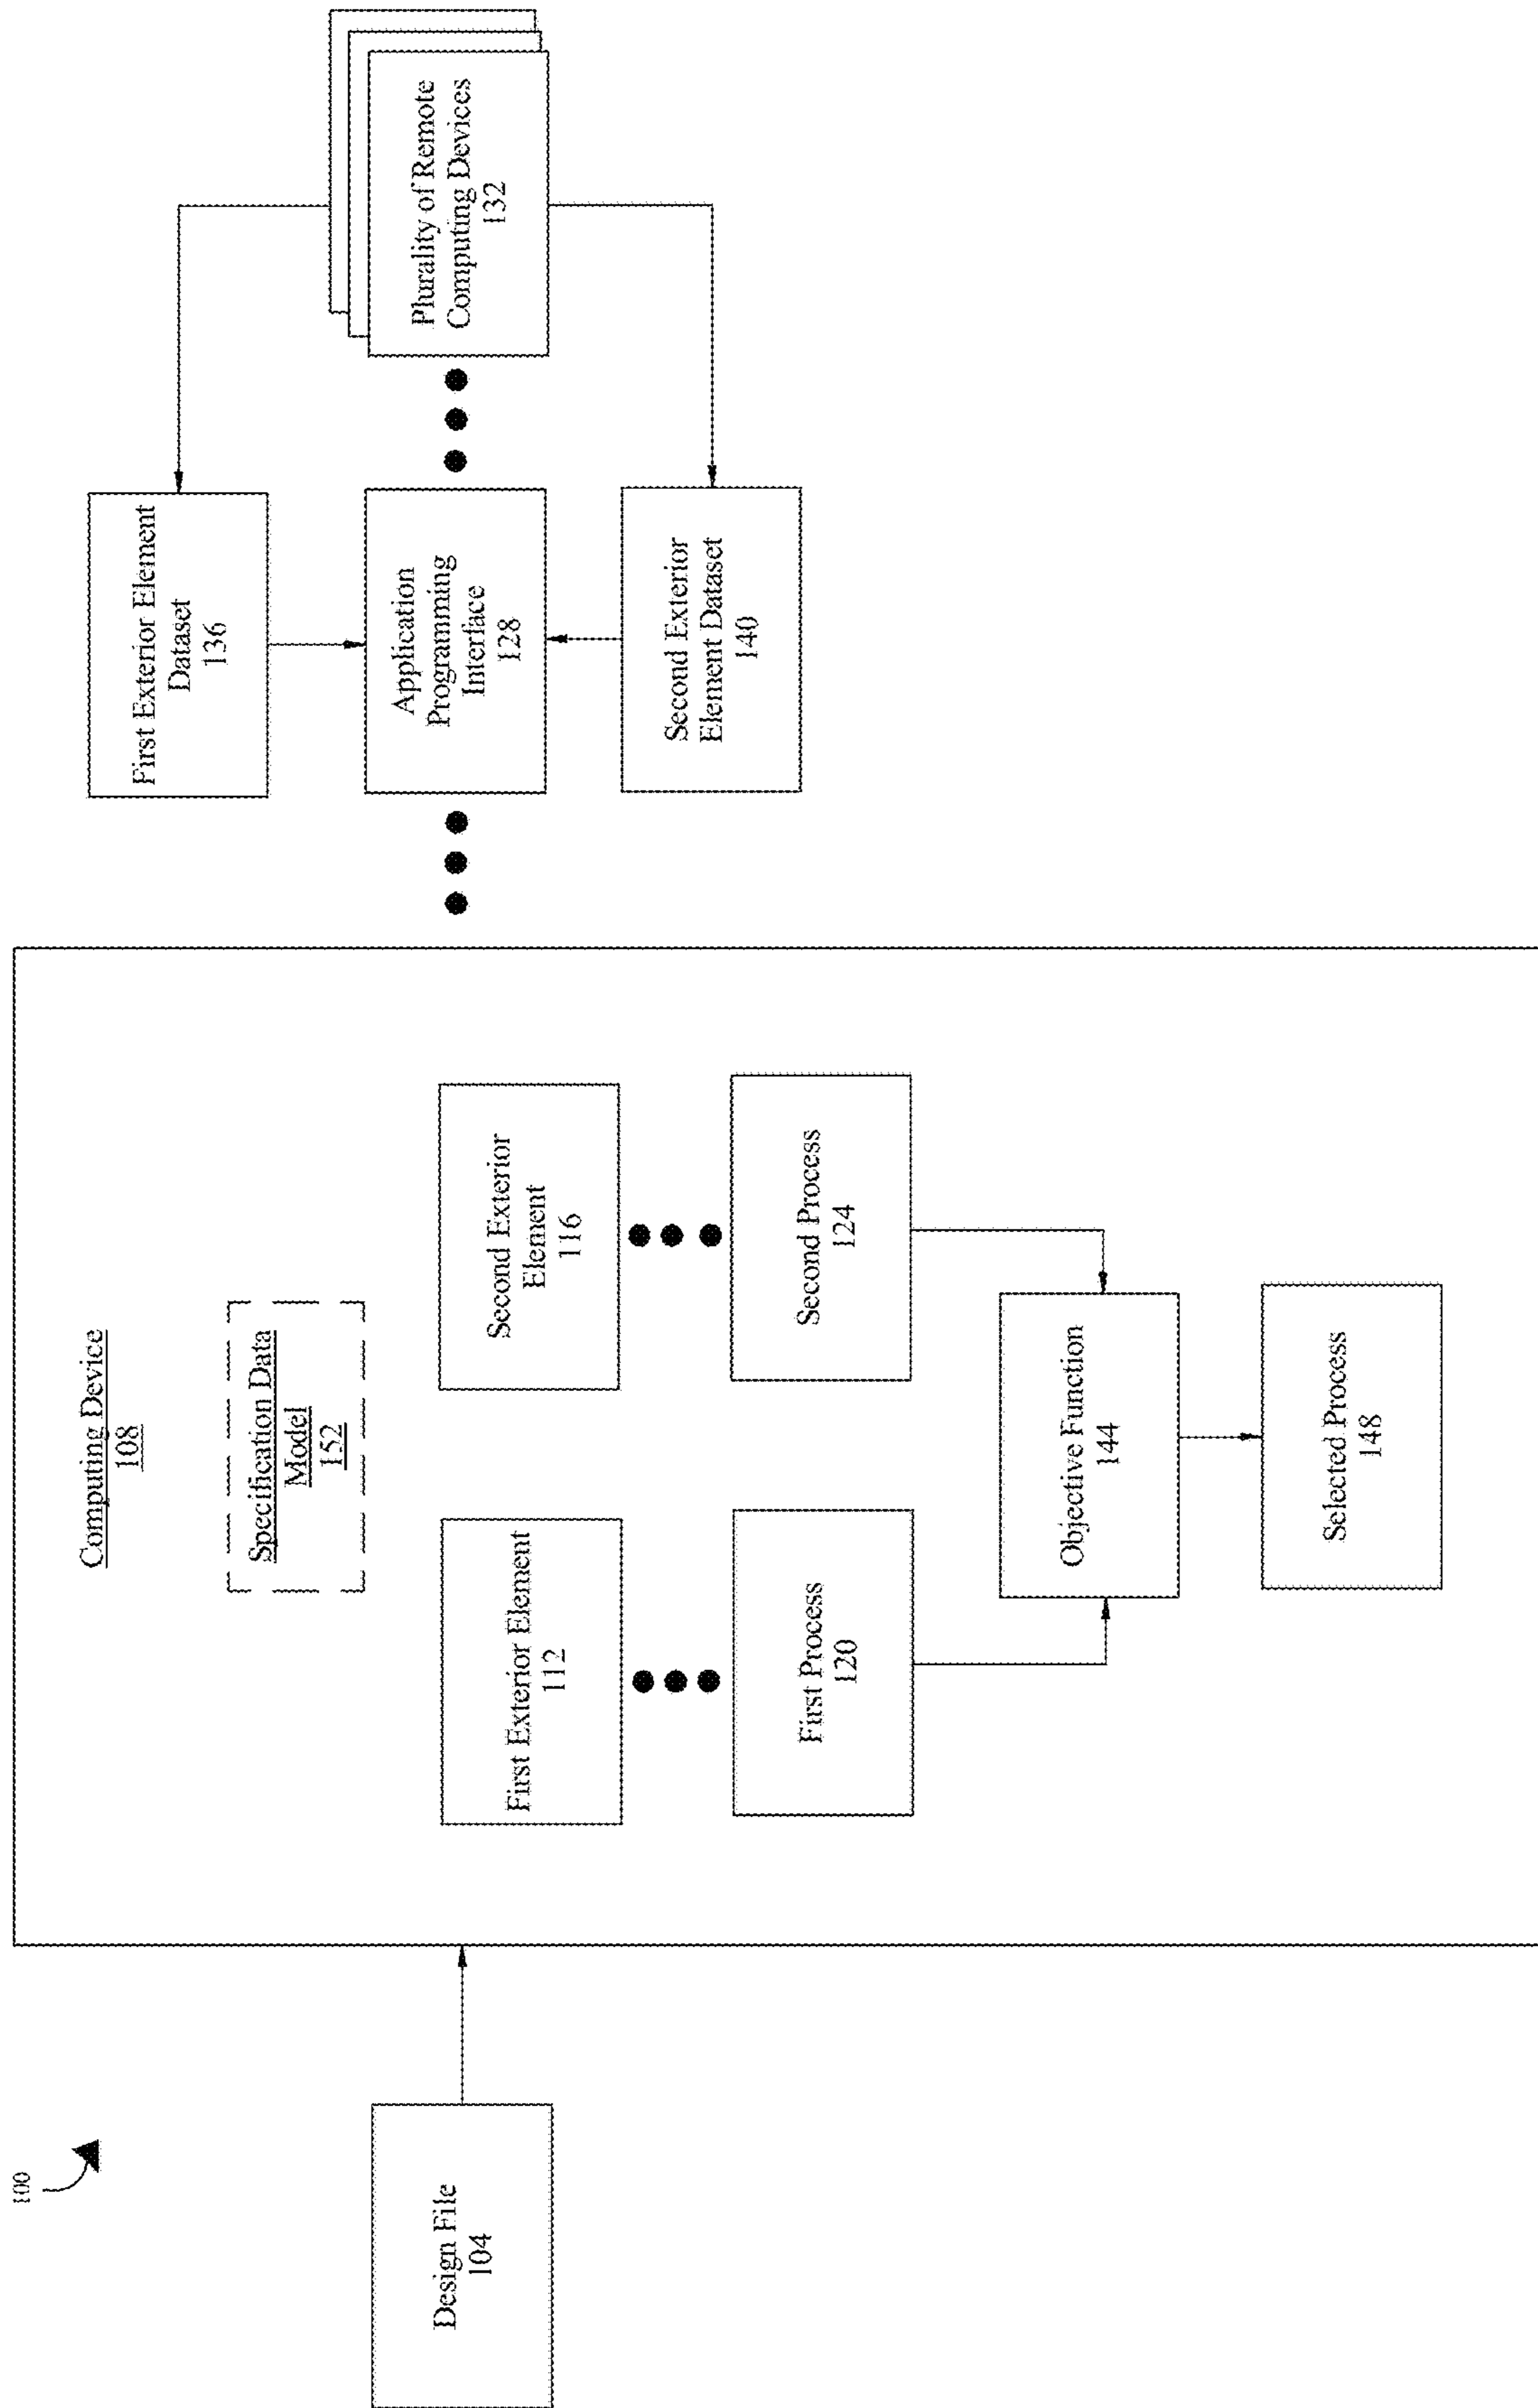 100
Design File
104
Computing Device
108
Specification Data
Model
152
First Exterior Element
112
Second Exterior
Element
116
First Process
120
Second Process
124
Objective Function
144
Selected Process
148
First Exterior Element
Dataset
136
Application
Programming
Interface
128
Second Exterior
Element Dataset
140
Plurality of Remote
Computing Devices
132